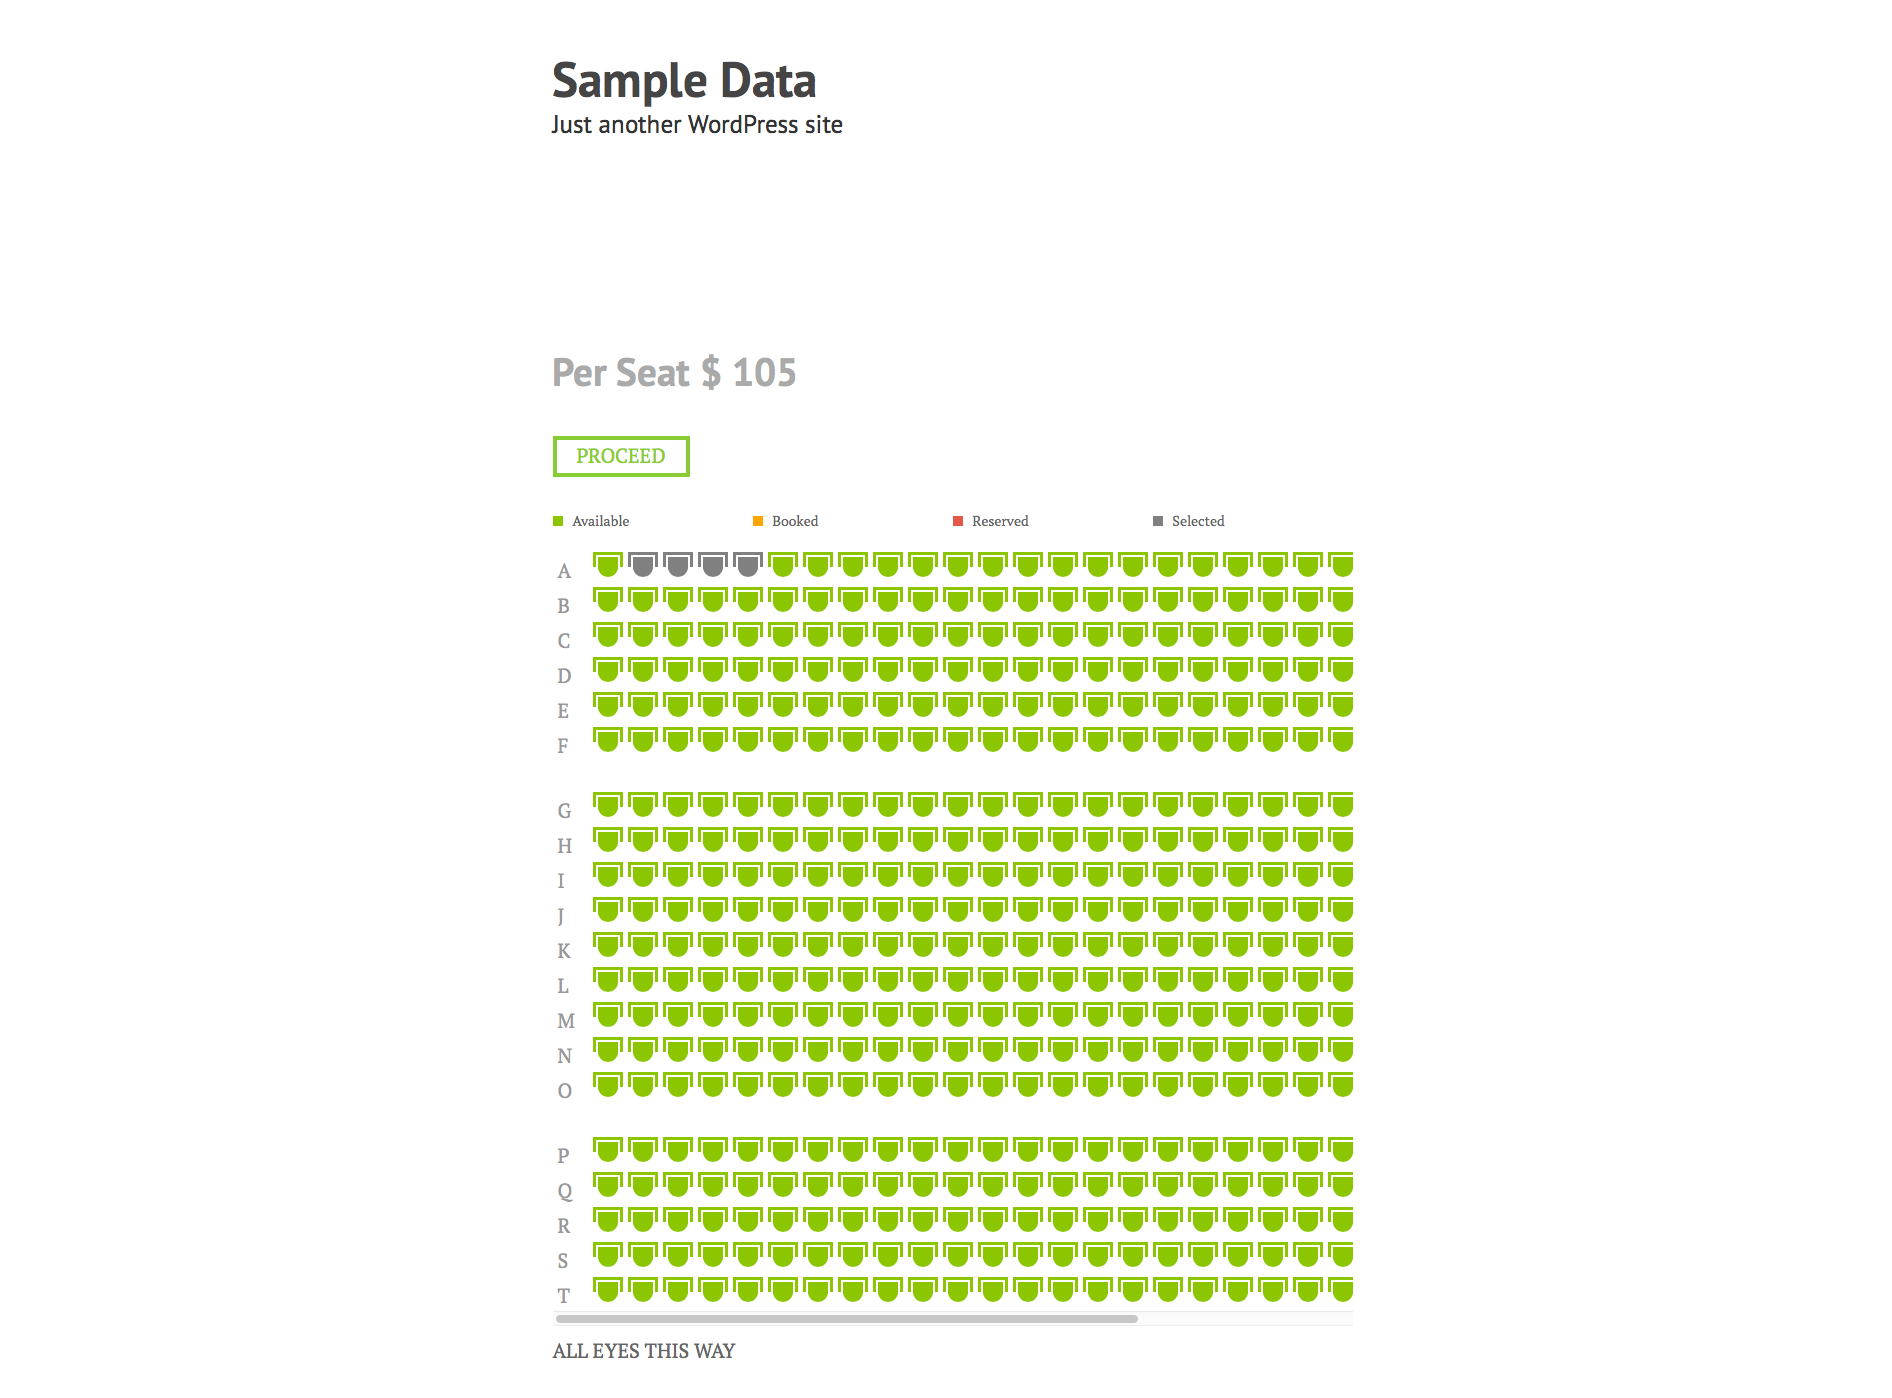 Sample Data
Just another WordPress site
Per Seat $ 105
PROCEED
Available Booked Reserved Selected
A
B
C
D
E
F
G
H
I
J
K
L
M
N
O
P
Q
R
S
T
ALL EYES THIS WAY